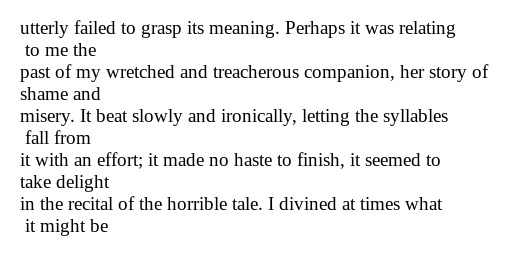 utterly failed to grasp its meaning. Perhaps it was relating
to me the
past of my wretched and treacherous companion, her story of
shame and
misery. It beat slowly and ironically, letting the syllables
fall from
it with an effort; it made no haste to finish, it seemed to
take delight
in the recital of the horrible tale. I divined at times what
it might be